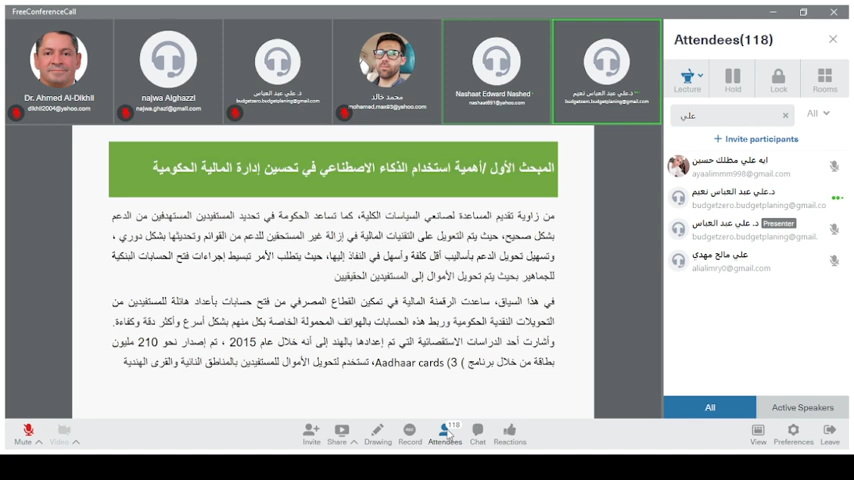 FreeConferenceCall
Dr. Ahmed Al-Dikhil
dikhil2004@yahoo.com
najwa Alghazzl
najwa.ghazl@gmail.com
د.علي عبد العباس
budgetzero.budgetplaning@gmail.com
محمد خالد
mohamed.mas93@yahoo.com
Nashaat Edward Nashed
nashaat691@yahoo.com
د.علي عبد العباس نعيم
budgetzero.budgetplaning@gmail.com
Attendees(118)
Lecture
Hold
Lock
Rooms
علي
All
+ Invite participants
ايه علي مطلك حسين
ayaalimmm998@gmail.com
د.علي عبد العباس نعيم
budgetzero.budgetplaning@gmail.co
د. علي عبد العباس Presenter
budgetzero.budgetplaning@gmail.
علي مالح مهدي
alialimry0@gmail.com
All
Active Speakers
المبحث الأول /أهمية استخدام الذكاء الاصطناعي في تحسين إدارة المالية الحكومية
من زاوية تقديم المساعدة لصانعي السياسات الكلية، كما تساعد الحكومة في تحديد المستفيدين المستهدفين من الدعم
بشكل صحيح، حيث يتم التعويل على التقنيات المالية في إزالة غير المستحقين للدعم من القوائم وتحديثها بشكل دوري ،
وتسهيل تحويل الدعم بأساليب أقل كلفة وأسهل في النفاذ إليها، حيث يتطلب الأمر تبسيط إجراءات فتح الحسابات البنكية
للجماهير بحيث يتم تحويل الأموال إلى المستفيدين الحقيقيين
في هذا السياق، ساعدت الرقمنة المالية في تمكين القطاع المصرفي من فتح حسابات بأعداد هائلة للمستفيدين من
التحويلات النقدية الحكومية وربط هذه الحسابات بالهواتف المحمولة الخاصة بكل منهم بشكل أسرع وأكثر دقة وكفاءة.
وأشارت أحد الدراسات الاستقصائية التي تم إعدادها بالهند إلى أنه خلال عام 2015 ، تم إصدار نحو 210 مليون
بطاقة من خلال برنامج ) 3) Aadhaar cards، تستخدم لتحويل الأموال للمستفيدين بالمناطق النائية والقرى الهندية
Mute
Video
Invite
Share
Drawing
REC
Record
118
Attendees
Chat
Reactions
View
Preferences
Leave